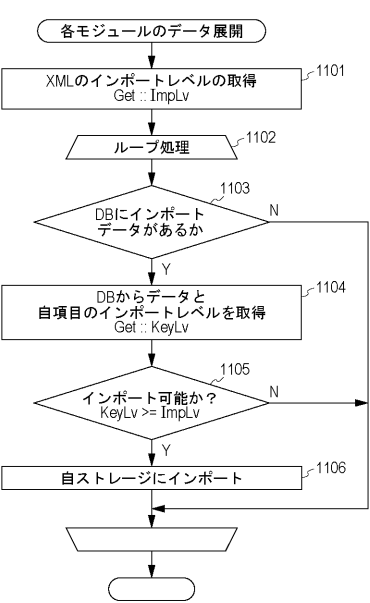 各モジュールのデータ展開
1101
XMLのインポートレベルの取得
Get :: ImpLv
1102
ループ処理
1103
DBにインポート
データがあるか
N
Y
1104
DBからデータと
自項目のインポートレベルを取得
Get :: KeyLv
1105
インポート可能か?
KeyLv >= ImpLv
N
Y
1106
自ストレージにインポート